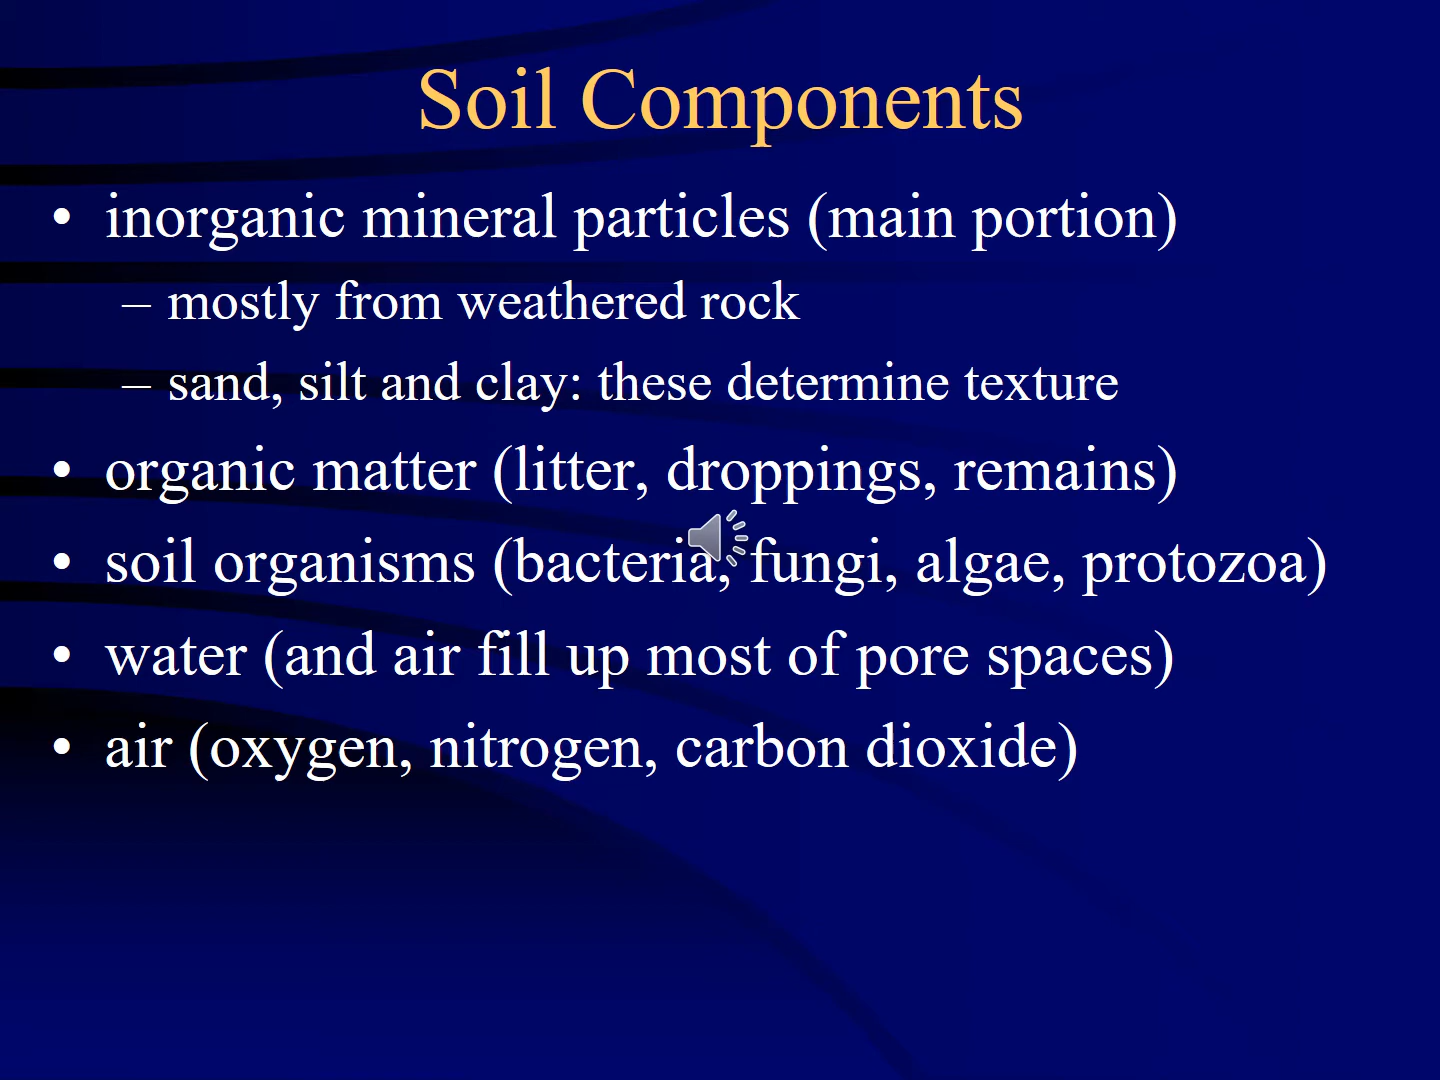 Soil Components
• inorganic mineral particles (main portion)
– mostly from weathered rock
– sand, silt and clay: these determine texture
• organic matter (litter, droppings, remains)
• soil organisms (bacteria, fungi, algae, protozoa)
• water (and air fill up most of pore spaces)
• air (oxygen, nitrogen, carbon dioxide)